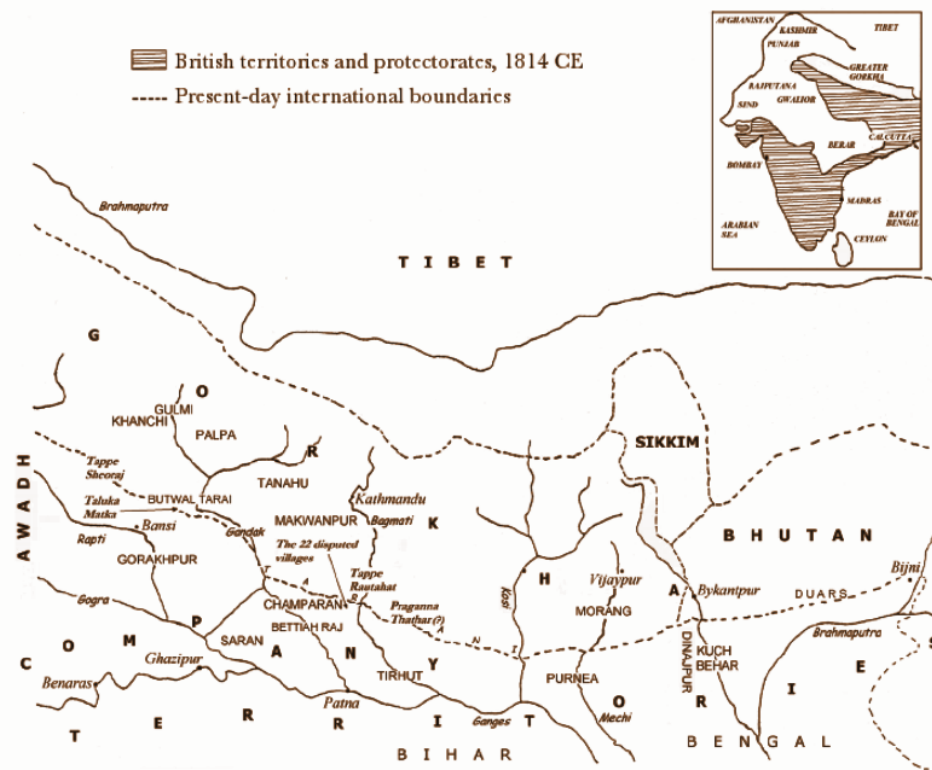 British territories and protectorates, 1814 CE
Present-day international boundaries
AFGHANISTAN
KASHMIR
TIBET
PUNJAB
GREATER
GORKHA
RAJPUTANA
GWALIOR
SIND
CALCUTTA
BERAR
BOMBAY
MADRAS
BAY OF
BENGAL
ARABIAN
SEA
CEYLON
Brahmaputra
TIBET
GORKHA
GULMI
KHANCHI
PALPA
SIKKIM
AWADH
Tappe
Sheoraj
TANAHU
Kathmandu
Taluka
Matka
BUTWAL TARAI
MAKWANPUR
Bagmati
BHUTAN
Bansi
Gandak
Rapti
The 22 disputed
villages
GORAKHPUR
Tappe
Rautahat
TARANI
Kosi
Vijaypur
Bijni
Bykantpur
DUARS
Gogra
CHAMPARAN
Praganna
Thathar (?)
MORANG
BETTIAH RAJ
SARAN
Brahmaputra
DINAJPUR
KUCH
BEHAR
COMPANY
Ghazipur
TIRHUT
PURNEA
Benaras
Patna
Ganges
Mechi
TERRITORIES
BIHAR
BENGAL